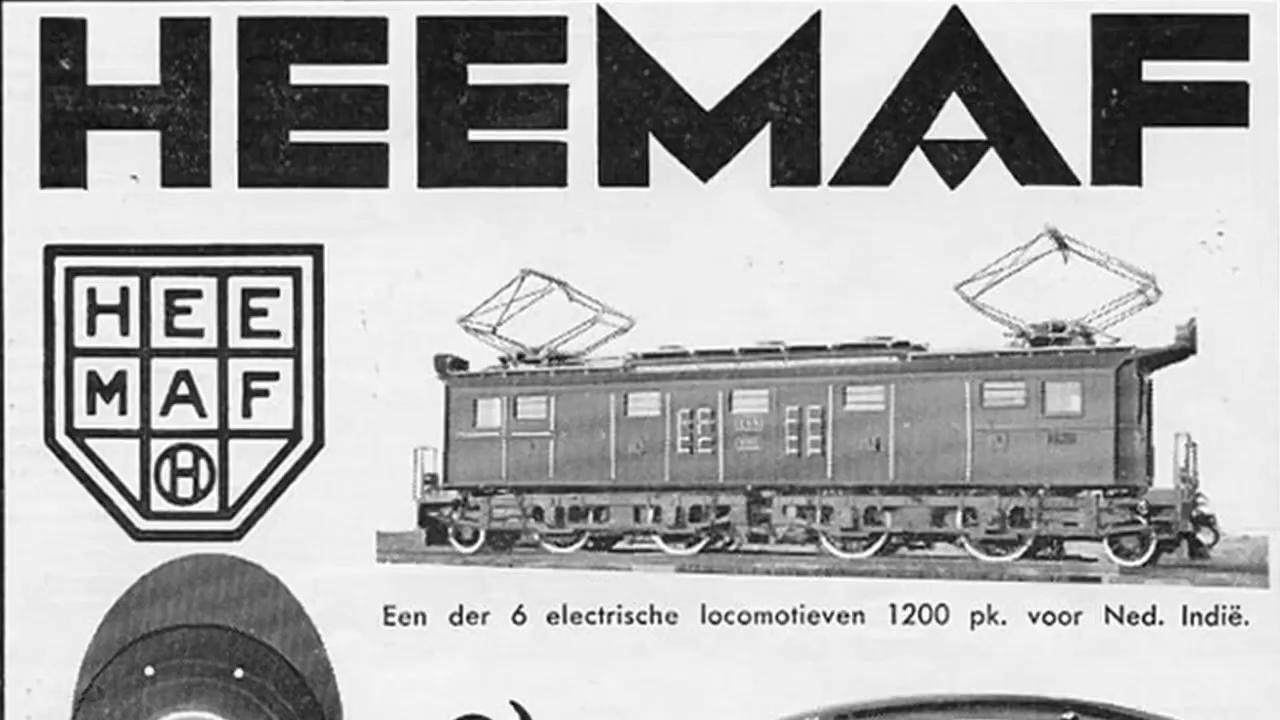 HEEMAF
HEE
MAF
H
Een der 6 electrische locomotieven 1200 pk. voor Ned. Indië.